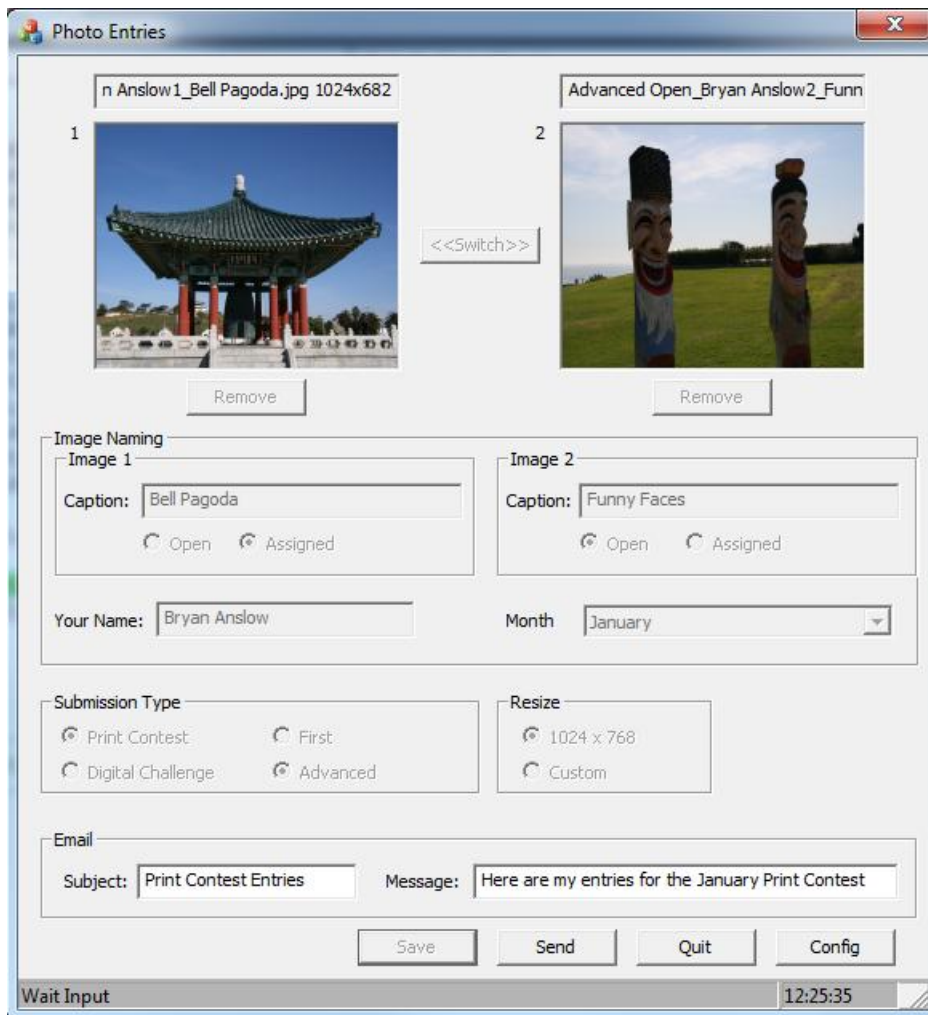 Photo Entries
n Anslow1_Bell Pagoda.jpg 1024x682
Advanced Open_Bryan Anslow2_Funn
1
2
<<Switch>>
Remove
Remove
Image Naming
Image 1
Image 2
Caption: Bell Pagoda
Caption: Funny Faces
Open Assigned
Open Assigned
Your Name: Bryan Anslow
Month January
Submission Type
Resize
Print Contest First
1024 x 768
Digital Challenge Advanced
Custom
Email
Subject: Print Contest Entries
Message: Here are my entries for the January Print Contest
Save Send Quit Config
Wait Input 12:25:35